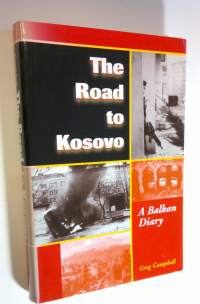 The
Road
to
Kosovo
A Balkan
Diary
Greg Campbell